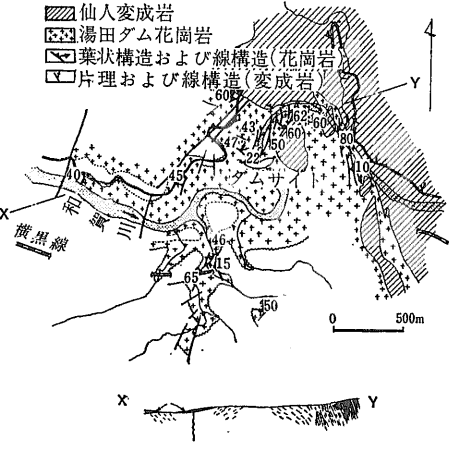 仙人変成岩
湯田ダム花崗岩
葉状構造および線構造(花崗岩)
片理および線構造(変成岩)
Y
60
43
47
22
50
62
60
60
80
10
ダムサイト
40
45
X
和賀川
横黒線
46
15
65
50
0 500m
X Y